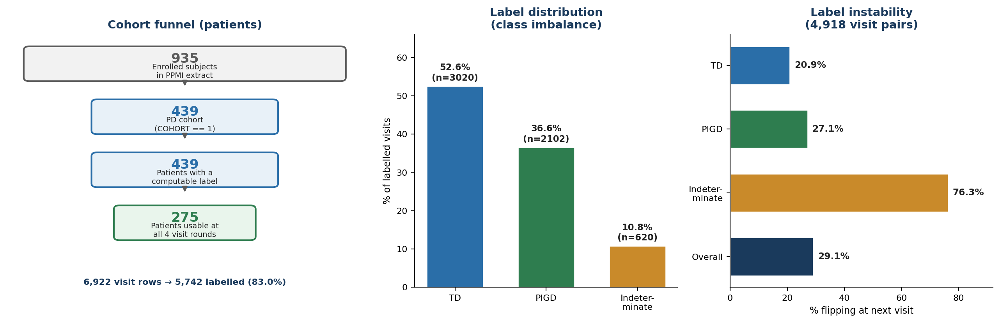 Cohort funnel (patients)
935
Enrolled subjects
in PPMI extract
439
PD cohort
(COHORT == 1)
439
Patients with a
computable label
275
Patients usable at
all 4 visit rounds
6,922 visit rows → 5,742 labelled (83.0%)
Label distribution
(class imbalance)
% of labelled visits
60
50
40
30
20
10
0
52.6%
(n=3020)
36.6%
(n=2102)
10.8%
(n=620)
TD
PIGD
Indeter-
minate
Label instability
(4,918 visit pairs)
TD
20.9%
PIGD
27.1%
Indeter-
minate
76.3%
Overall
29.1%
0
20
40
60
80
% flipping at next visit